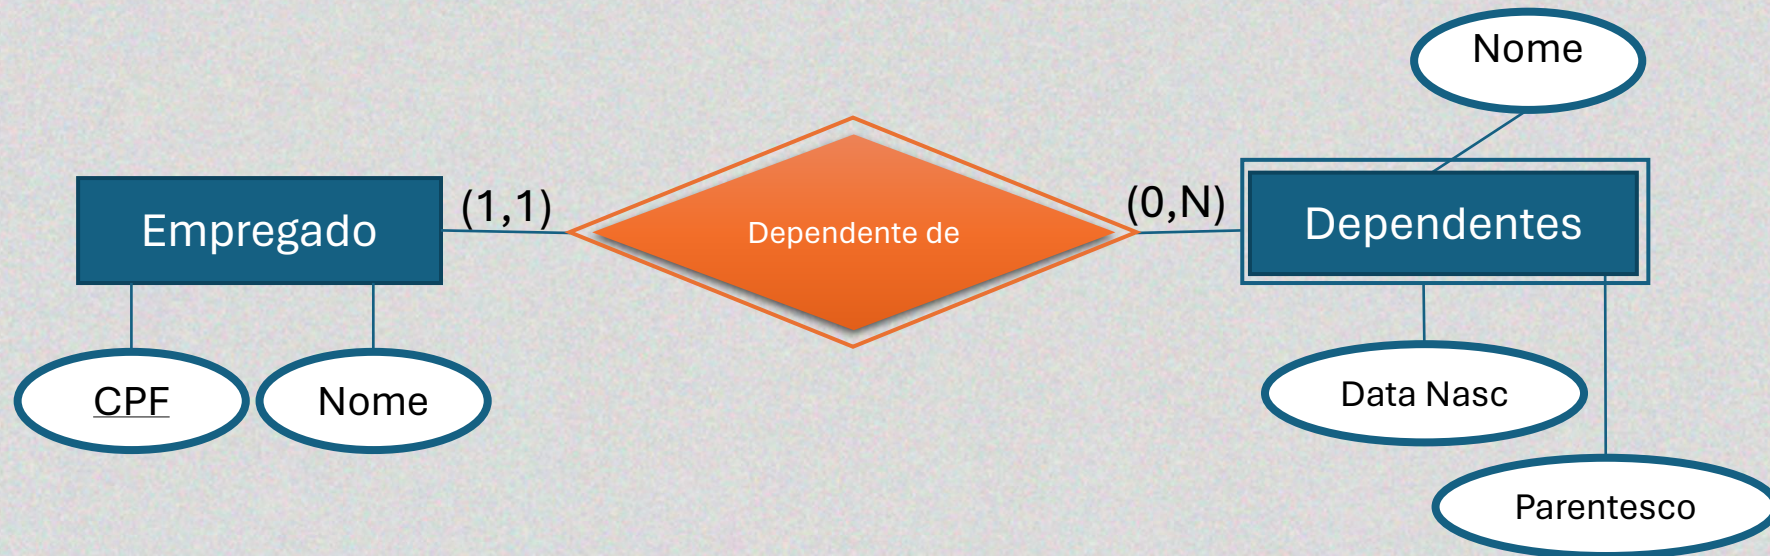 Nome
Empregado
(1,1)
Dependente de
(0,N)
Dependentes
CPF
Nome
Data Nasc
Parentesco